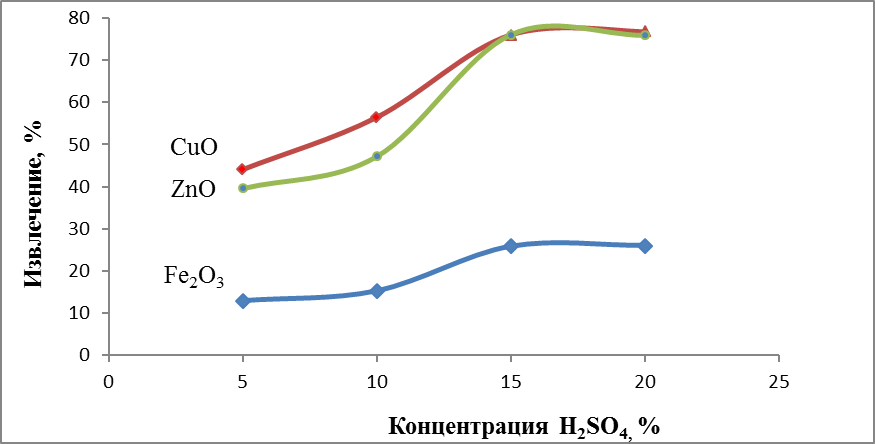 80
70
60
50
40
30
20
10
0
Извлечение, %
CuO
ZnO
Fe₂O₃
0 5 10 15 20 25
Концентрация H₂SO₄, %